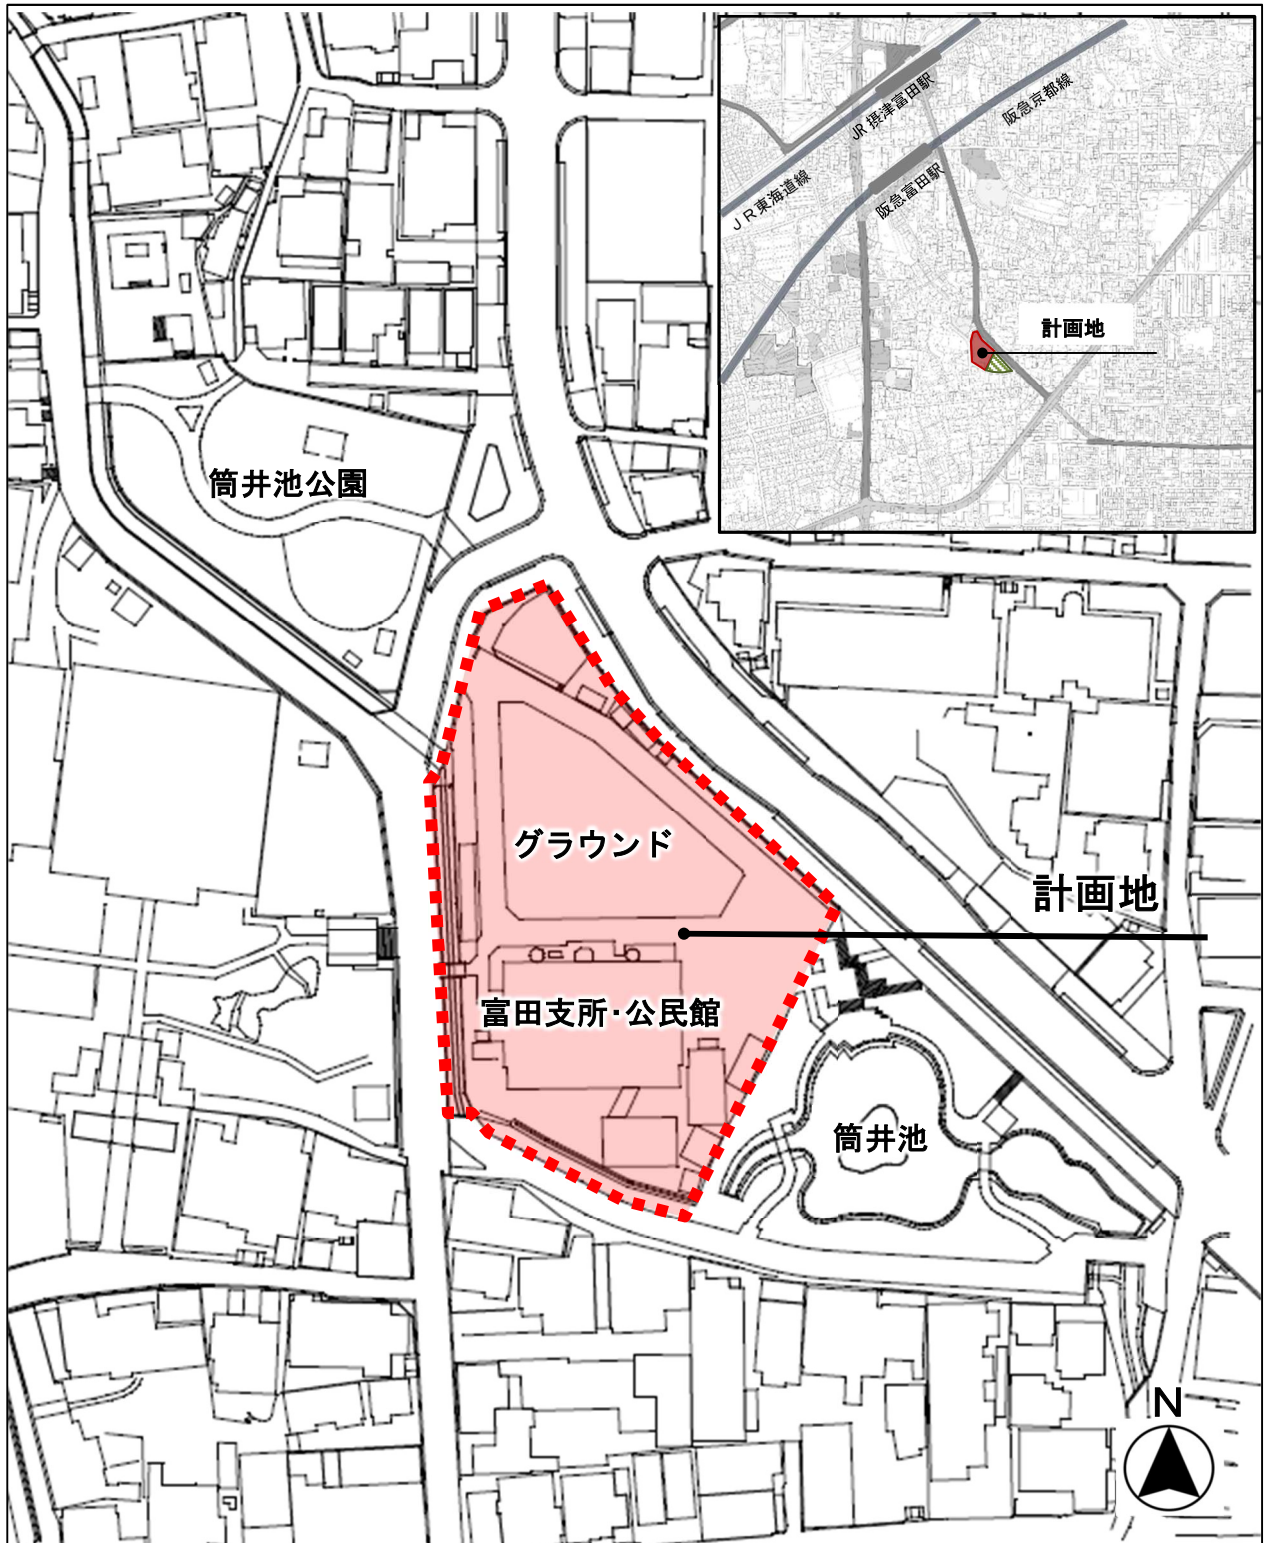 JR 摂津富田駅
阪急京都線
JR東海道線
阪急富田駅
計画地
筒井池公園
グラウンド
計画地
富田支所・公民館
筒井池
N